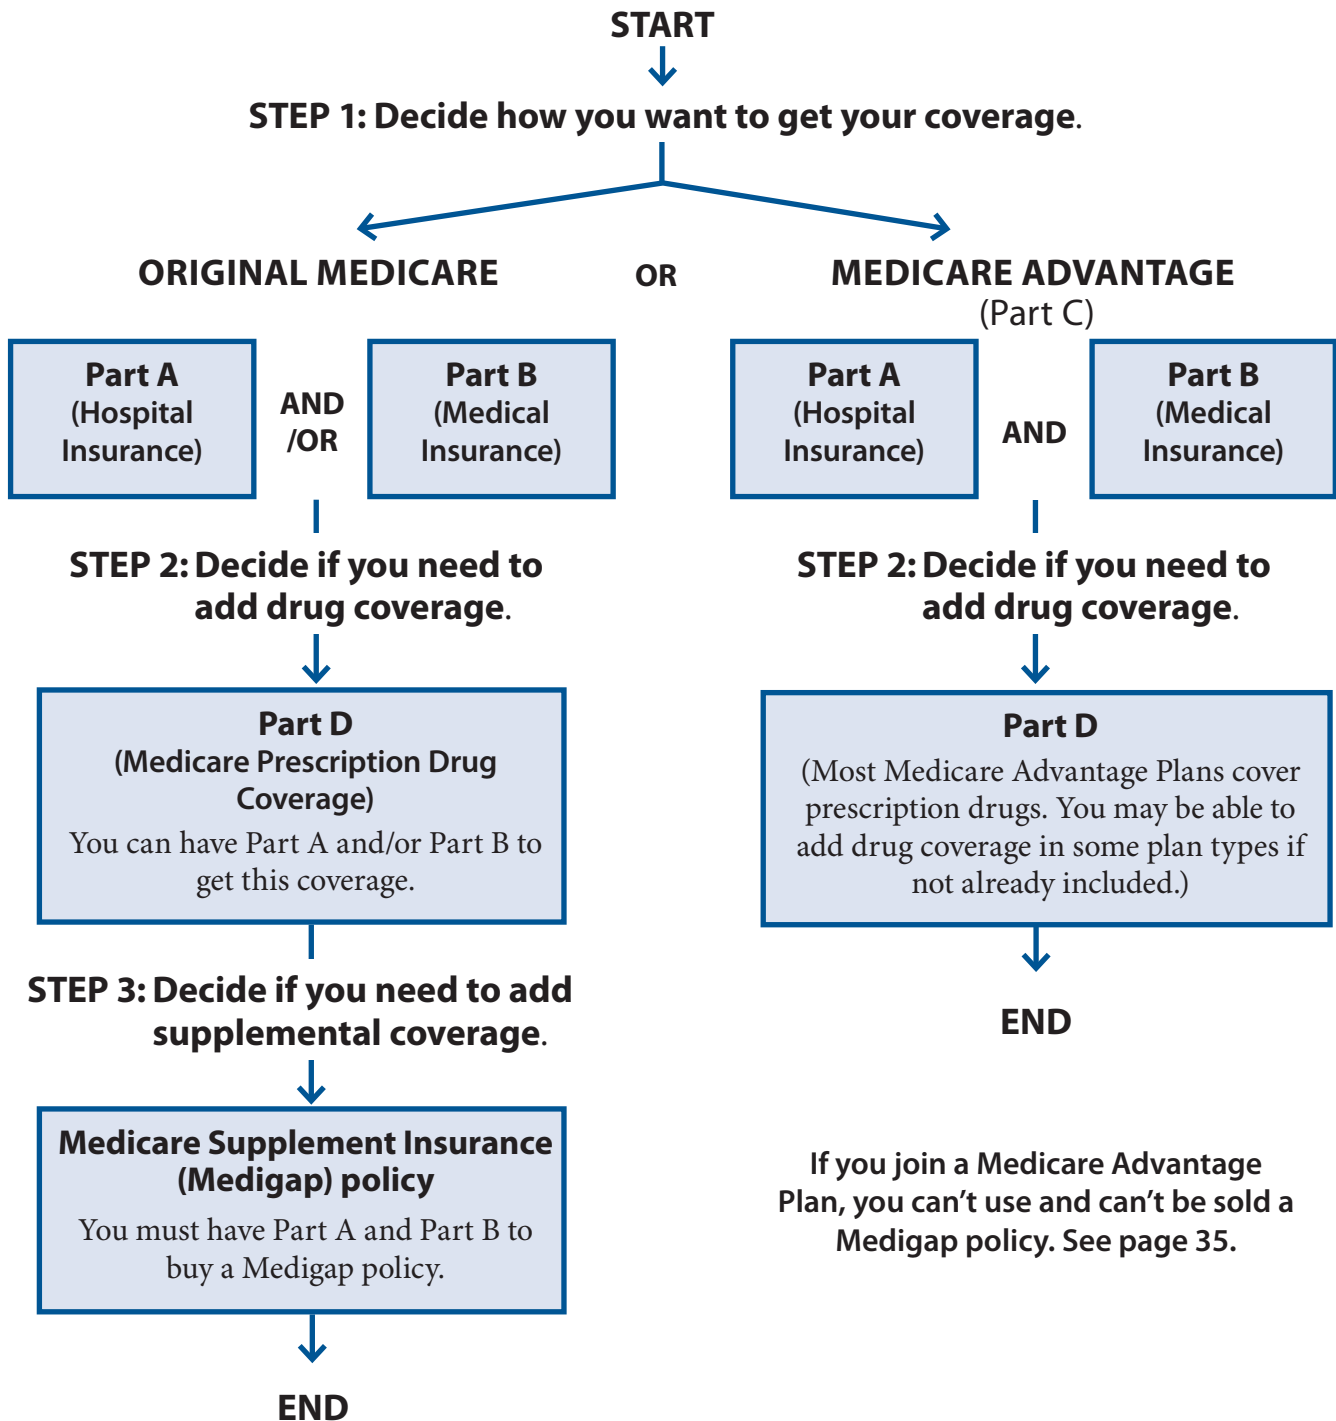 START
STEP 1: Decide how you want to get your coverage.
ORIGINAL MEDICARE
OR
MEDICARE ADVANTAGE
(Part C)
Part A
(Hospital
Insurance)
AND
/OR
Part B
(Medical
Insurance)
Part A
(Hospital
Insurance)
AND
Part B
(Medical
Insurance)
STEP 2: Decide if you need to
add drug coverage.
Part D
(Medicare Prescription Drug
Coverage)
You can have Part A and/or Part B to
get this coverage.
STEP 3: Decide if you need to add
supplemental coverage.
Medicare Supplement Insurance
(Medigap) policy
You must have Part A and Part B to
buy a Medigap policy.
END
STEP 2: Decide if you need to
add drug coverage.
Part D
(Most Medicare Advantage Plans cover
prescription drugs. You may be able to
add drug coverage in some plan types if
not already included.)
END
If you join a Medicare Advantage
Plan, you can’t use and can’t be sold a
Medigap policy. See page 35.